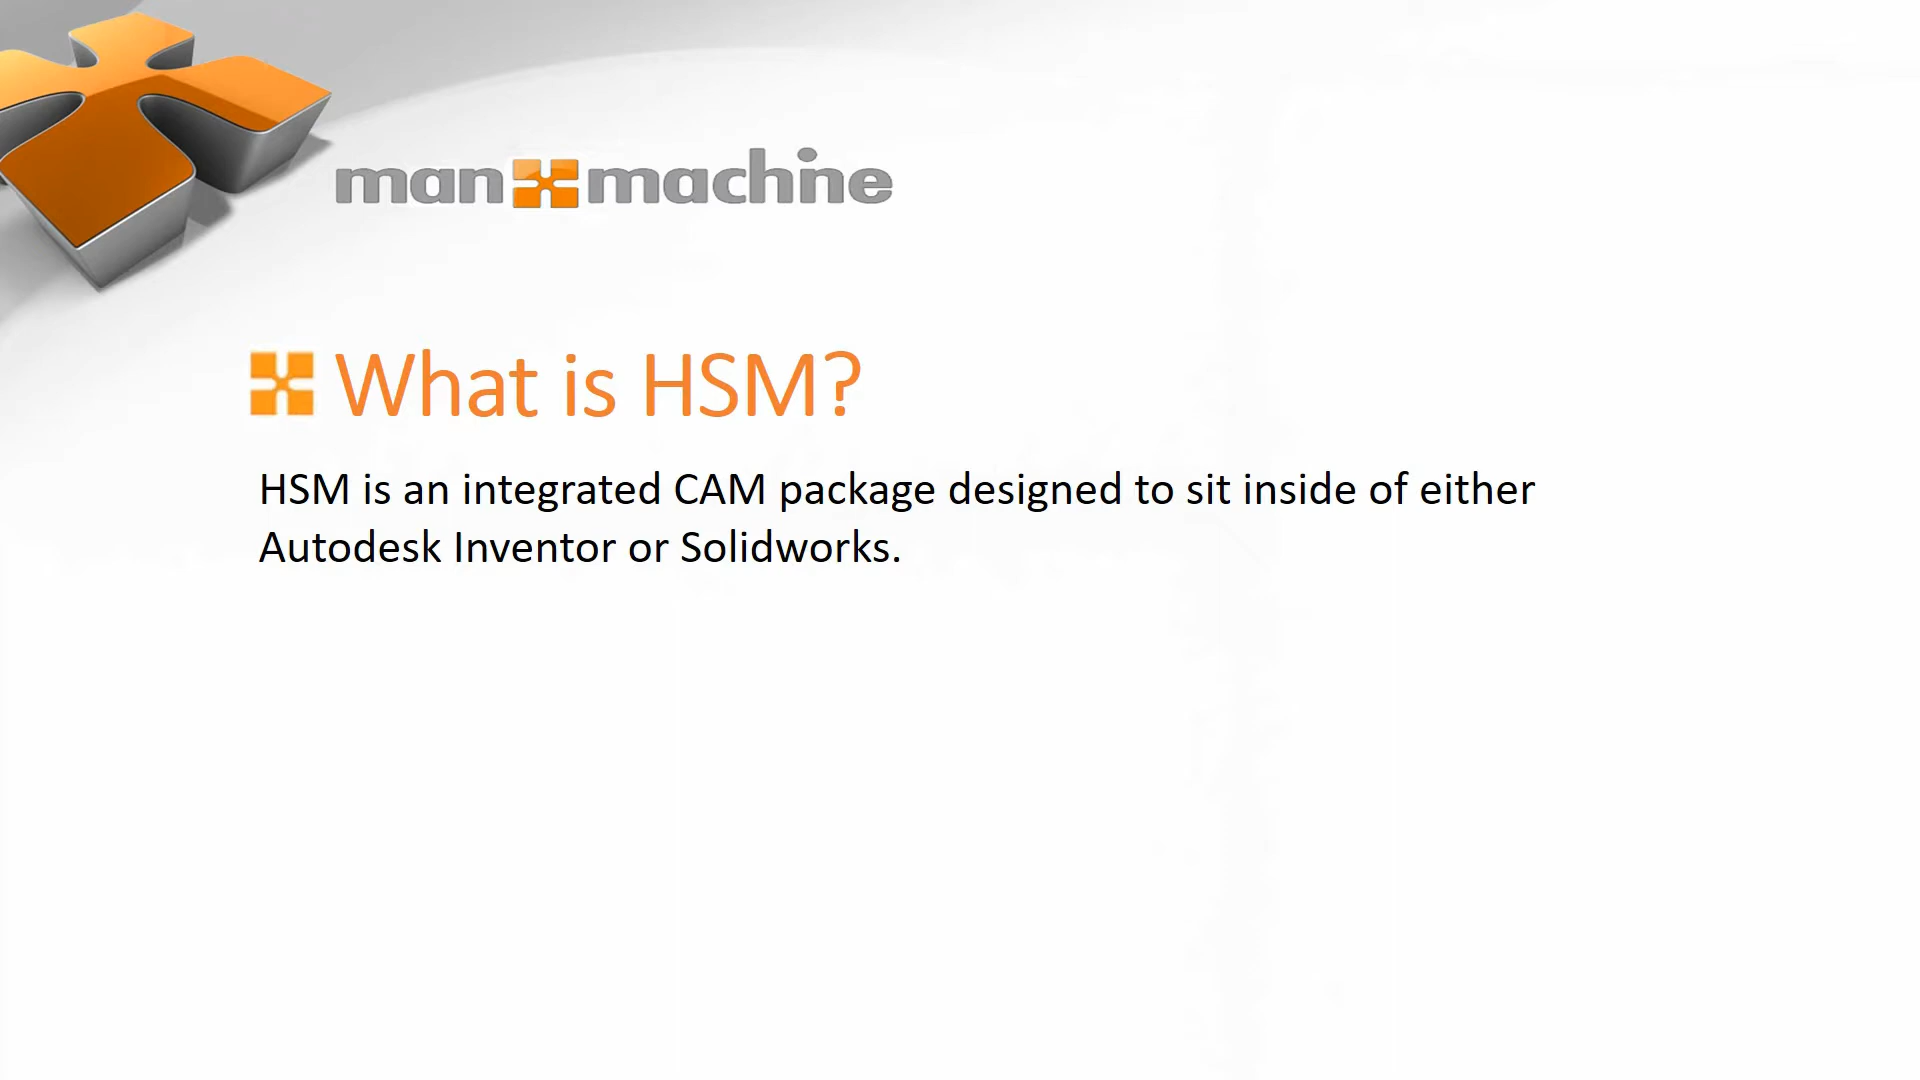 man machine
What is HSM?
HSM is an integrated CAM package designed to sit inside of either
Autodesk Inventor or Solidworks.